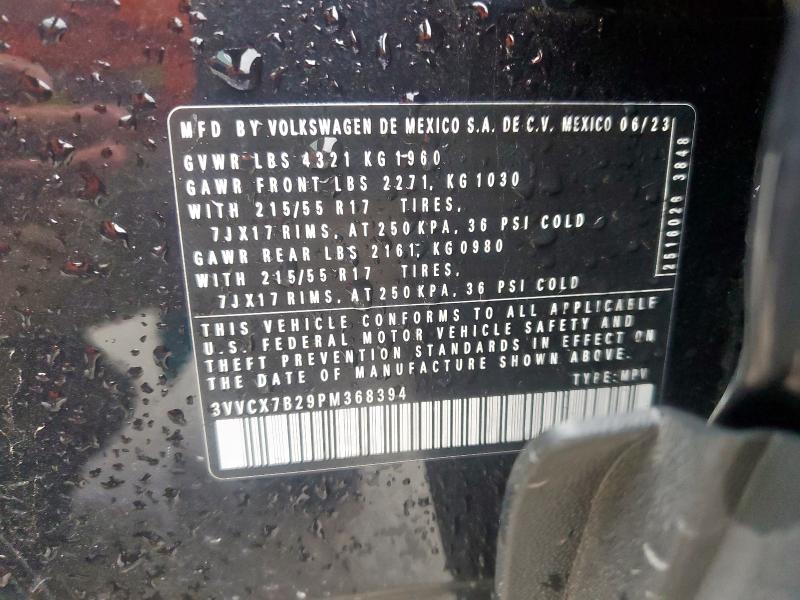 MFD BY VOLKSWAGEN DE MEXICO S.A. DE C.V. MEXICO 06/23
GVWR LBS 4321 KG 1960
GAWR FRONT LBS 2271, KG 1030
WITH 215/55 R17 TIRES,
7JX17 RIMS, AT 250 KPA, 36 PSI COLD
GAWR REAR LBS 2161, KG 0980
WITH 215/55 R17 TIRES,
7JX17 RIMS, AT 250 KPA, 36 PSI COLD
2516029 3848
THIS VEHICLE CONFORMS TO ALL APPLICABLE
U.S. FEDERAL MOTOR VEHICLE SAFETY AND
THEFT PREVENTION STANDARDS IN EFFECT ON
THE DATE OF MANUFACTURE SHOWN ABOVE.
TYPE: MPV
3VVCX7B29PM368394